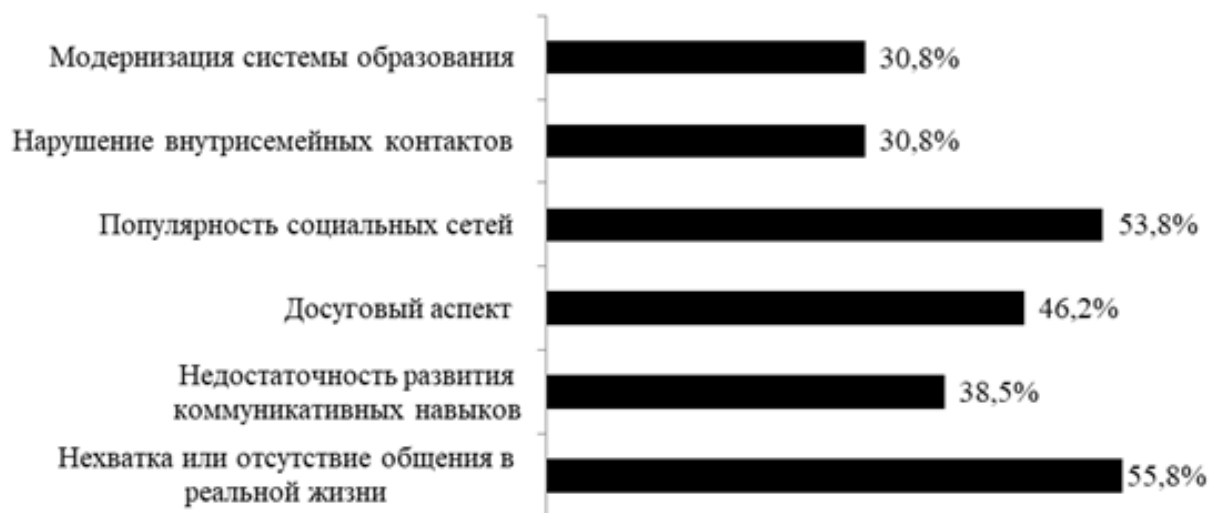 Модернизация системы образования
30,8%
Нарушение внутрисемейных контактов
30,8%
Популярность социальных сетей
53,8%
Досуговый аспект
46,2%
Недостаточность развития
коммуникативных навыков
38,5%
Нехватка или отсутствие общения в
реальной жизни
55,8%